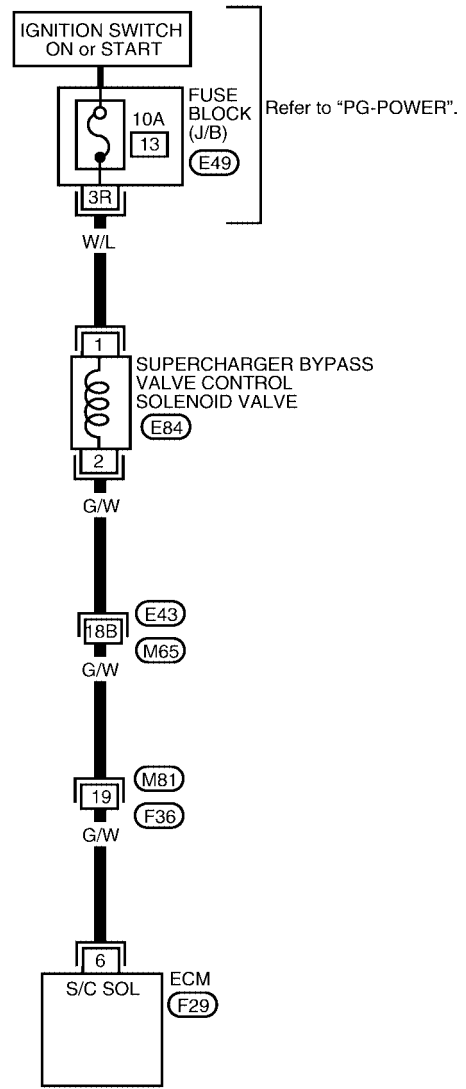 IGNITION SWITCH
ON or START
FUSE
BLOCK
(J/B)
10A
13
E49
Refer to “PG-POWER”.
3R
W/L
1
SUPERCHARGER BYPASS
VALVE CONTROL
SOLENOID VALVE
E84
2
G/W
E43
18B
M65
G/W
M81
19
F36
G/W
6
S/C SOL
ECM
F29